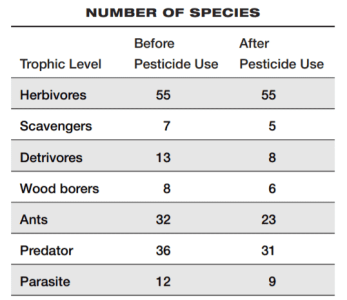 NUMBER OF SPECIES
Before After
Trophic Level Pesticide Use Pesticide Use
Herbivores 55 55
Scavengers 7 5
Detrivores 13 8
Wood borers 8 6
Ants 32 23
Predator 36 31
Parasite 12 9